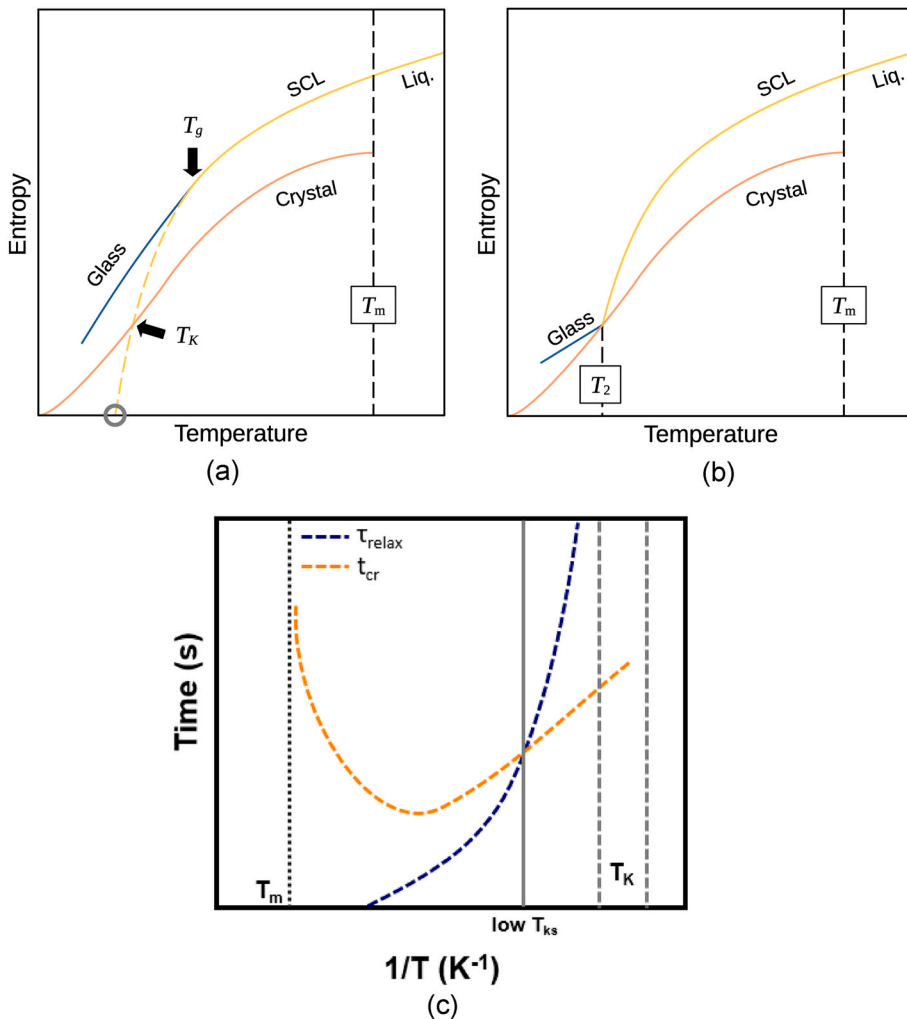 Entropy
T_g
SCL
Liq.
Crystal
Glass
T_K
T_m
Temperature
(a)
Entropy
SCL
Liq.
Crystal
Glass
T_2
T_m
Temperature
(b)
τ_relax
t_cr
Time (s)
T_m
T_K
low T_ks
1/T (K⁻¹)
(c)